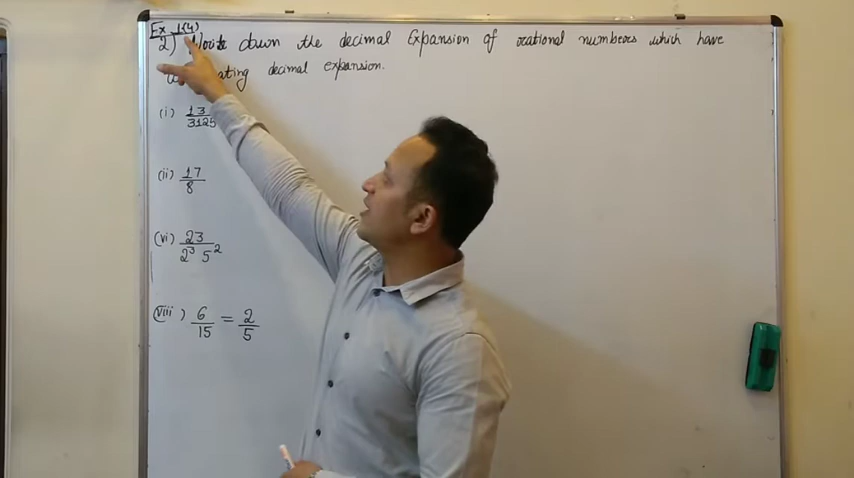 Ex 1(4)
2) Write down the decimal Expansion of rational numbers which have
decimal expansion.
(i) 13/3125
(ii) 17/8
(vi) 23/2³ 5²
(viii) 6/15 = 2/5